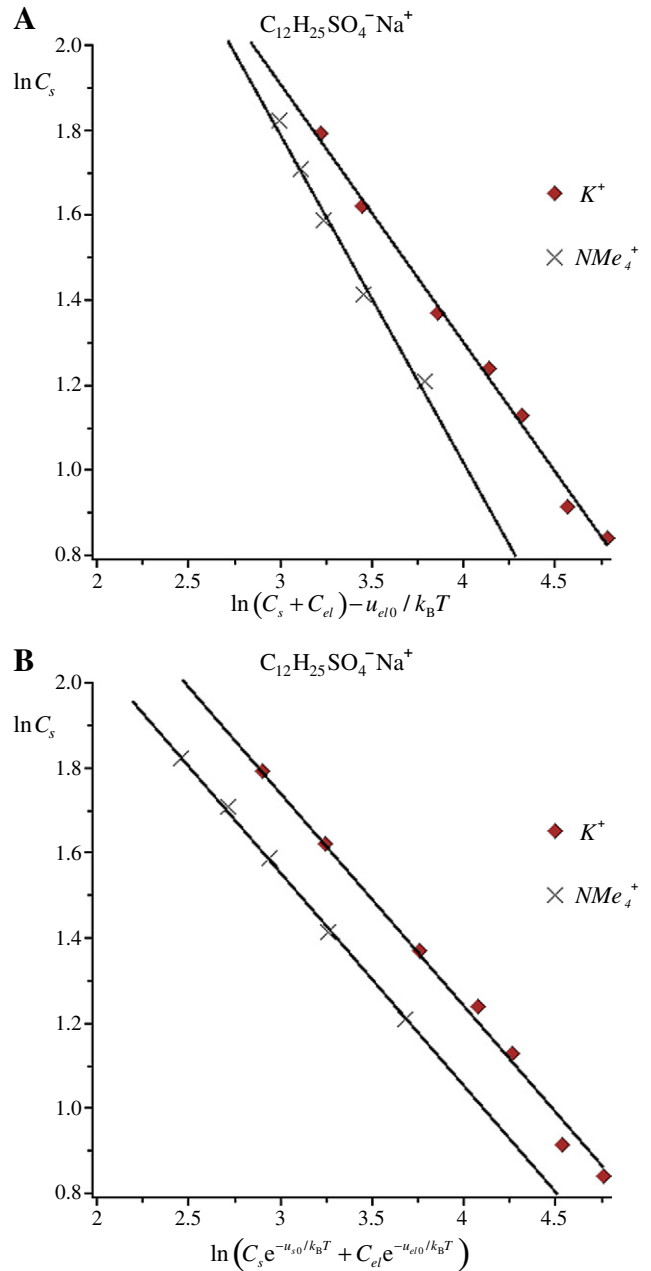 A
C₁₂H₂₅SO₄⁻Na⁺
2.0
ln Cₛ
1.8
K⁺
1.6
NMe₄⁺
1.4
1.2
1.0
0.8
2 2.5 3 3.5 4 4.5
ln(Cₛ + Cₑₗ) − uₑₗ₀ / k_BT
B
C₁₂H₂₅SO₄⁻Na⁺
2.0
ln Cₛ
1.8
K⁺
1.6
NMe₄⁺
1.4
1.2
1.0
0.8
2 2.5 3 3.5 4 4.5
ln(Cₛe^(−uₛ₀/k_BT) + Cₑₗe^(−uₑₗ₀/k_BT))